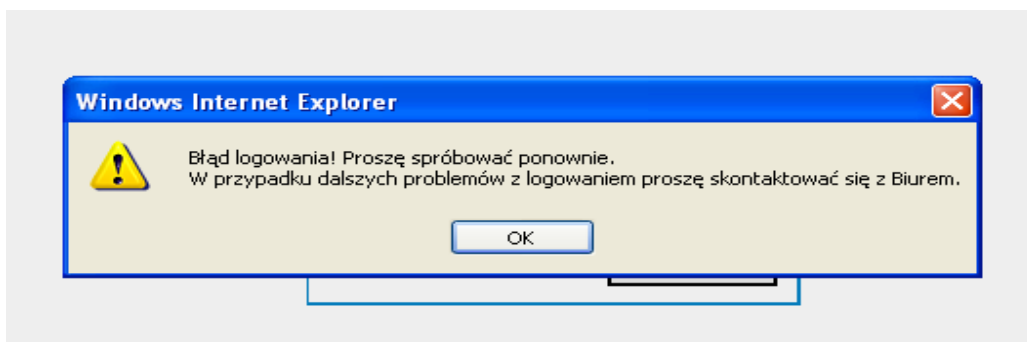 Windows Internet Explorer
Błąd logowania! Proszę spróbować ponownie.
W przypadku dalszych problemów z logowaniem proszę skontaktować się z Biurem.
OK